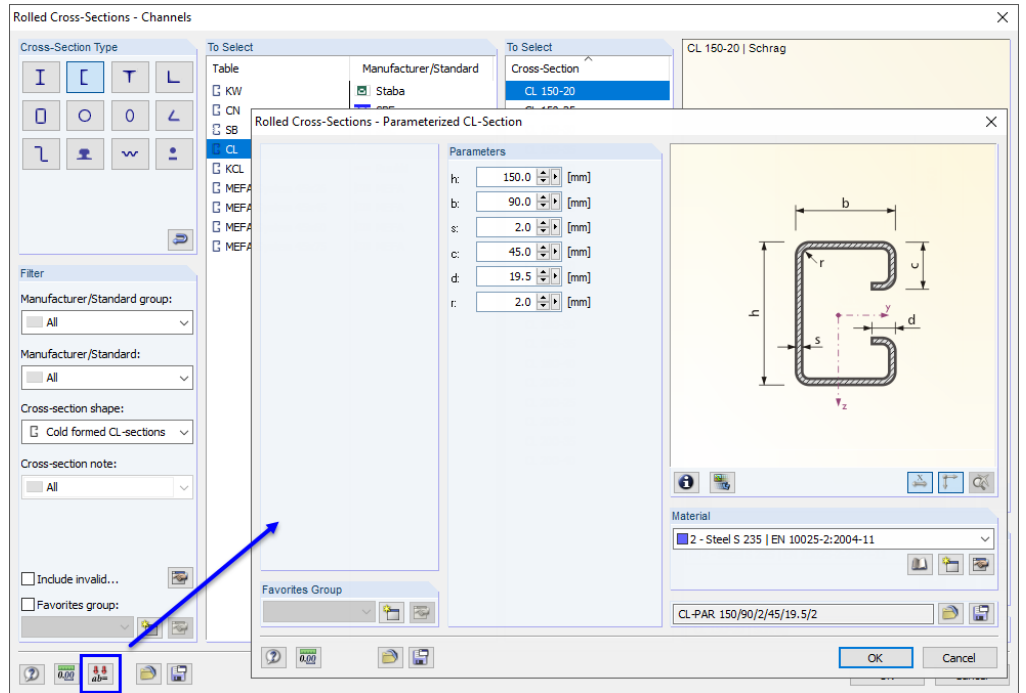 Rolled Cross-Sections - Channels
Cross-Section Type
To Select
To Select
CL 150-20 | Schrag
Table
Manufacturer/Standard
Cross-Section
KW
Staba
CL 150-20
CN
SB
CL
KCL
MEFA
MEFA
MEFA
MEFA
Filter
Manufacturer/Standard group:
All
Manufacturer/Standard:
All
Cross-section shape:
Cold formed CL-sections
Cross-section note:
All
Include invalid...
Favorites group:
0.00
ab=
Rolled Cross-Sections - Parameterized CL-Section
Parameters
h: 150.0 [mm]
b: 90.0 [mm]
s: 2.0 [mm]
c: 45.0 [mm]
d: 19.5 [mm]
r: 2.0 [mm]
b
r
c
h
y
d
s
z
Material
2 - Steel S 235 | EN 10025-2:2004-11
Favorites Group
CL-PAR 150/90/2/45/19.5/2
0.00
OK
Cancel